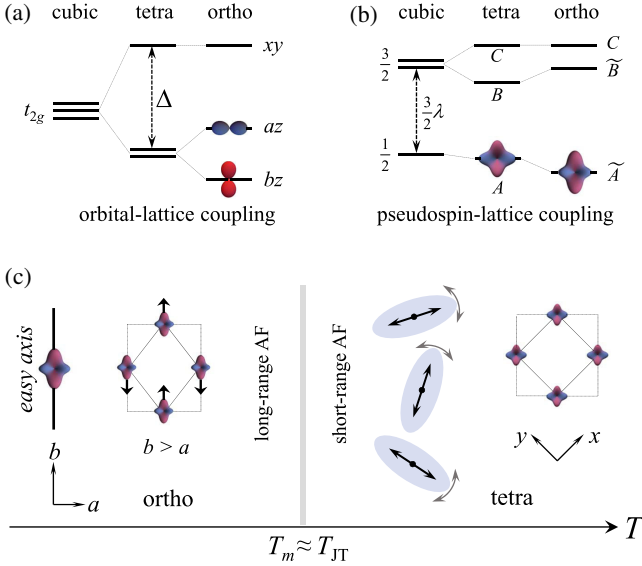 (a)
cubic tetra ortho
t2g
Δ
xy
az
bz
orbital-lattice coupling
(b)
cubic tetra ortho
3/2
C C
B B̃
3/2 λ
1/2
A Ã
pseudospin-lattice coupling
(c)
easy axis
b
a
b > a
ortho
long-range AF
short-range AF
y x
tetra
T
Tm ≈ TJT